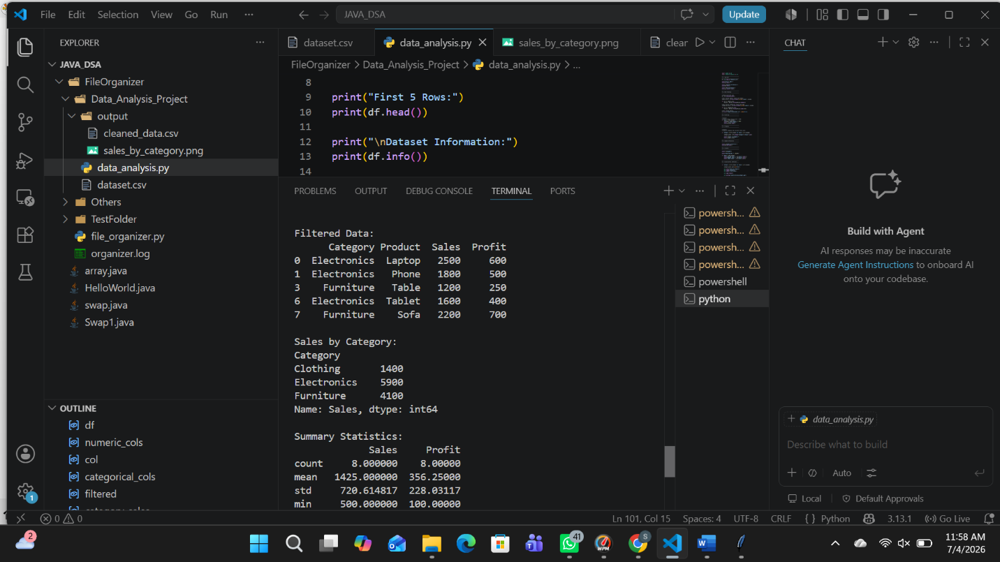 File Edit Selection View Go Run ··· JAVA_DSA Update
EXPLORER
JAVA_DSA
FileOrganizer
Data_Analysis_Project
output
cleaned_data.csv
sales_by_category.png
data_analysis.py
dataset.csv
Others
TestFolder
file_organizer.py
organizer.log
array.java
HelloWorld.java
swap.java
Swap1.java
OUTLINE
df
numeric_cols
col
categorical_cols
filtered
1
dataset.csv data_analysis.py sales_by_category.png clear
FileOrganizer > Data_Analysis_Project > data_analysis.py > ...
8
9 print("First 5 Rows:")
10 print(df.head())
11
12 print("\nDataset Information:")
13 print(df.info())
14
PROBLEMS OUTPUT DEBUG CONSOLE TERMINAL PORTS
Filtered Data:
Category Product Sales Profit
0 Electronics Laptop 2500 600
1 Electronics Phone 1800 500
3 Furniture Table 1200 250
6 Electronics Tablet 1600 400
7 Furniture Sofa 2200 700
Sales by Category:
Category
Clothing 1400
Electronics 5900
Furniture 4100
Name: Sales, dtype: int64
Summary Statistics:
Sales Profit
count 8.000000 8.00000
mean 1425.000000 356.25000
std 720.614817 228.03117
min 500.000000 100.00000
powersh...
powersh...
powersh...
powersh...
powershell
python
CHAT
Build with Agent
AI responses may be inaccurate
Generate Agent Instructions to onboard AI
onto your codebase.
data_analysis.py
Describe what to build
Auto
Local Default Approvals
0 0 Ln 101, Col 15 Spaces: 4 UTF-8 CRLF {} Python 3.13.1 Go Live
2 41 WPM S 11:58 AM
7/4/2026